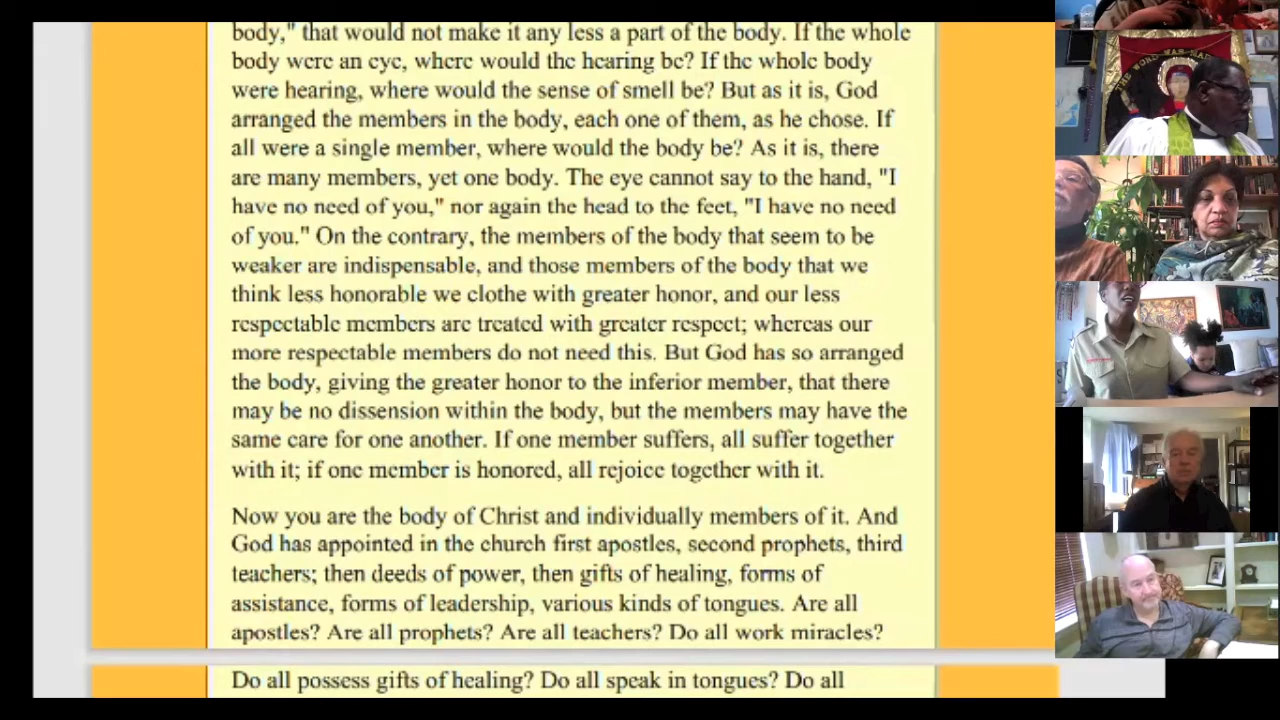 body," that would not make it any less a part of the body. If the whole
body were an eye, where would the hearing be? If the whole body
were hearing, where would the sense of smell be? But as it is, God
arranged the members in the body, each one of them, as he chose. If
all were a single member, where would the body be? As it is, there
are many members, yet one body. The eye cannot say to the hand, "I
have no need of you," nor again the head to the feet, "I have no need
of you." On the contrary, the members of the body that seem to be
weaker are indispensable, and those members of the body that we
think less honorable we clothe with greater honor, and our less
respectable members are treated with greater respect; whereas our
more respectable members do not need this. But God has so arranged
the body, giving the greater honor to the inferior member, that there
may be no dissension within the body, but the members may have the
same care for one another. If one member suffers, all suffer together
with it; if one member is honored, all rejoice together with it.
Now you are the body of Christ and individually members of it. And
God has appointed in the church first apostles, second prophets, third
teachers; then deeds of power, then gifts of healing, forms of
assistance, forms of leadership, various kinds of tongues. Are all
apostles? Are all prophets? Are all teachers? Do all work miracles?
Do all possess gifts of healing? Do all speak in tongues? Do all
THE WORD WAS